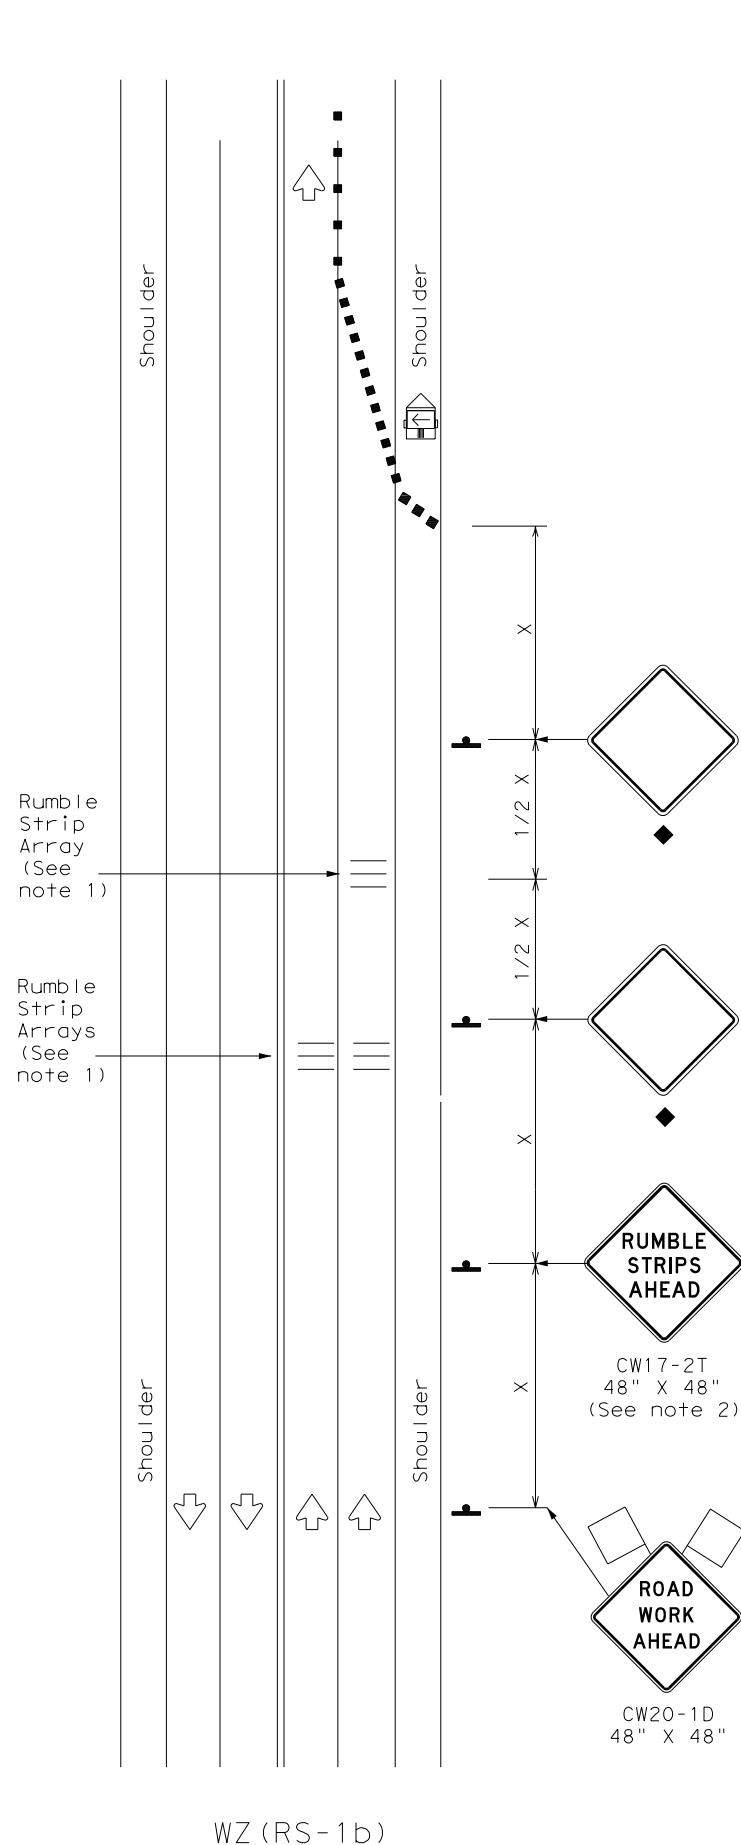 Shoulder
Shoulder
X
1/2 X
Rumble
Strip
Array
(See
note 1)
1/2 X
Rumble
Strip
Arrays
(See
note 1)
X
RUMBLE
STRIPS
AHEAD
CW17-2T
48" X 48"
(See note 2)
X
Shoulder
Shoulder
ROAD
WORK
AHEAD
CW20-1D
48" X 48"
WZ(RS-1b)